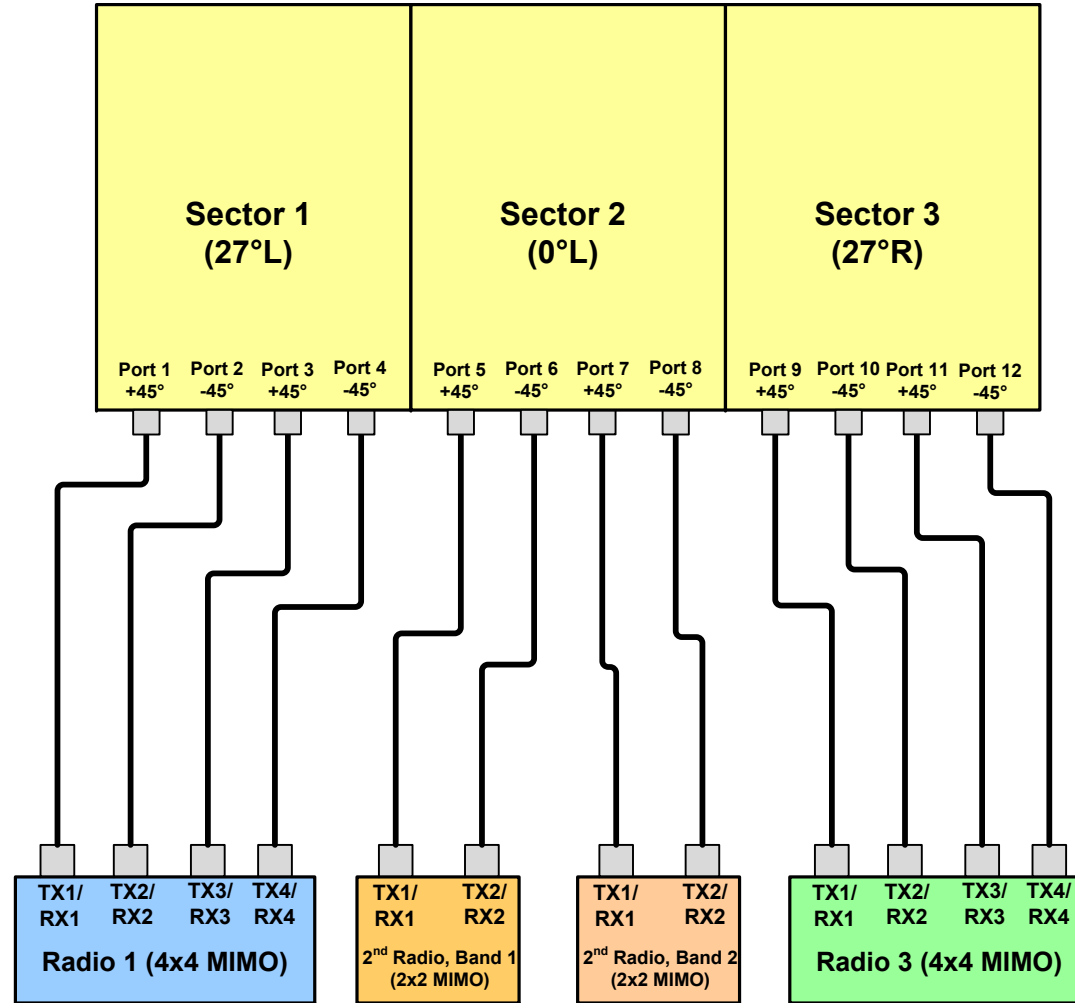 Sector 1
(27°L)
Sector 2
(0°L)
Sector 3
(27°R)
Port 1
+45°
Port 2
-45°
Port 3
+45°
Port 4
-45°
Port 5
+45°
Port 6
-45°
Port 7
+45°
Port 8
-45°
Port 9
+45°
Port 10
-45°
Port 11
+45°
Port 12
-45°
TX1/
RX1
TX2/
RX2
TX3/
RX3
TX4/
RX4
Radio 1 (4x4 MIMO)
TX1/
RX1
TX2/
RX2
2nd Radio, Band 1
(2x2 MIMO)
TX1/
RX1
TX2/
RX2
2nd Radio, Band 2
(2x2 MIMO)
TX1/
RX1
TX2/
RX2
TX3/
RX3
TX4/
RX4
Radio 3 (4x4 MIMO)